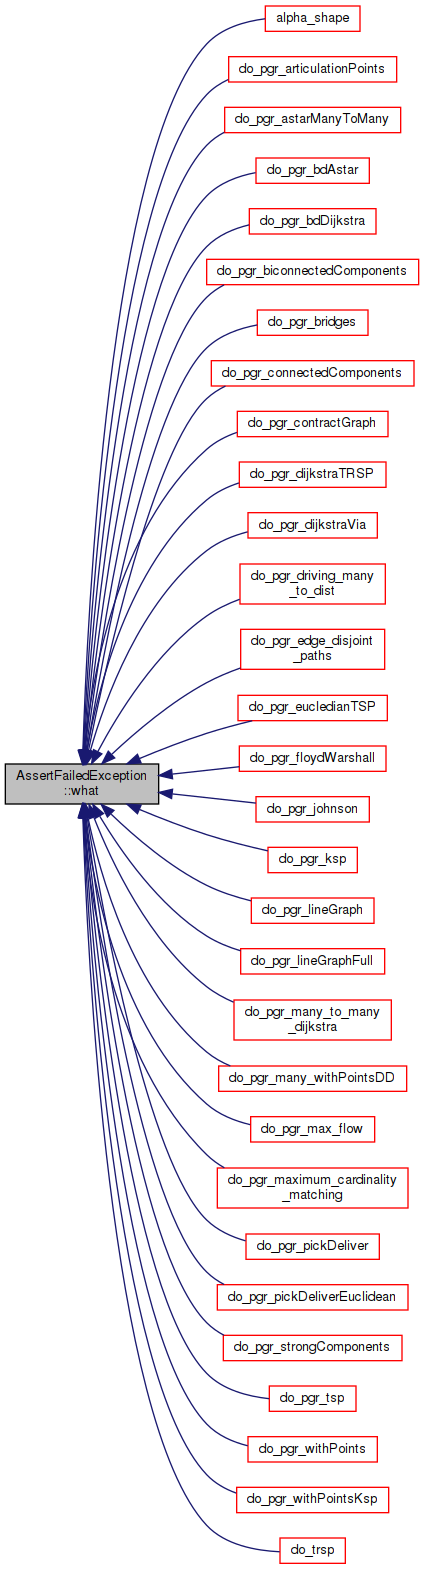 alpha_shape
do_pgr_articulationPoints
do_pgr_astarManyToMany
do_pgr_bdAstar
do_pgr_bdDijkstra
do_pgr_biconnectedComponents
do_pgr_bridges
do_pgr_connectedComponents
do_pgr_contractGraph
do_pgr_dijkstraTRSP
do_pgr_dijkstraVia
do_pgr_driving_many
_to_dist
do_pgr_edge_disjoint
_paths
do_pgr_eucledianTSP
AssertFailedException
::what
do_pgr_floydWarshall
do_pgr_johnson
do_pgr_ksp
do_pgr_lineGraph
do_pgr_lineGraphFull
do_pgr_many_to_many
_dijkstra
do_pgr_many_withPointsDD
do_pgr_max_flow
do_pgr_maximum_cardinality
_matching
do_pgr_pickDeliver
do_pgr_pickDeliverEuclidean
do_pgr_strongComponents
do_pgr_tsp
do_pgr_withPoints
do_pgr_withPointsKsp
do_trsp